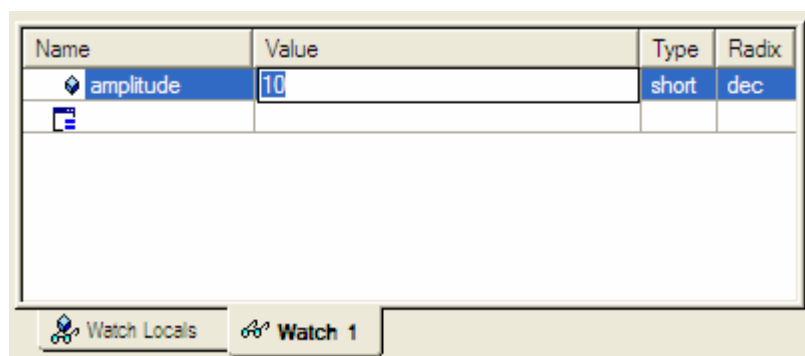 Name Value Type Radix
amplitude 10 short dec
Watch Locals Watch 1